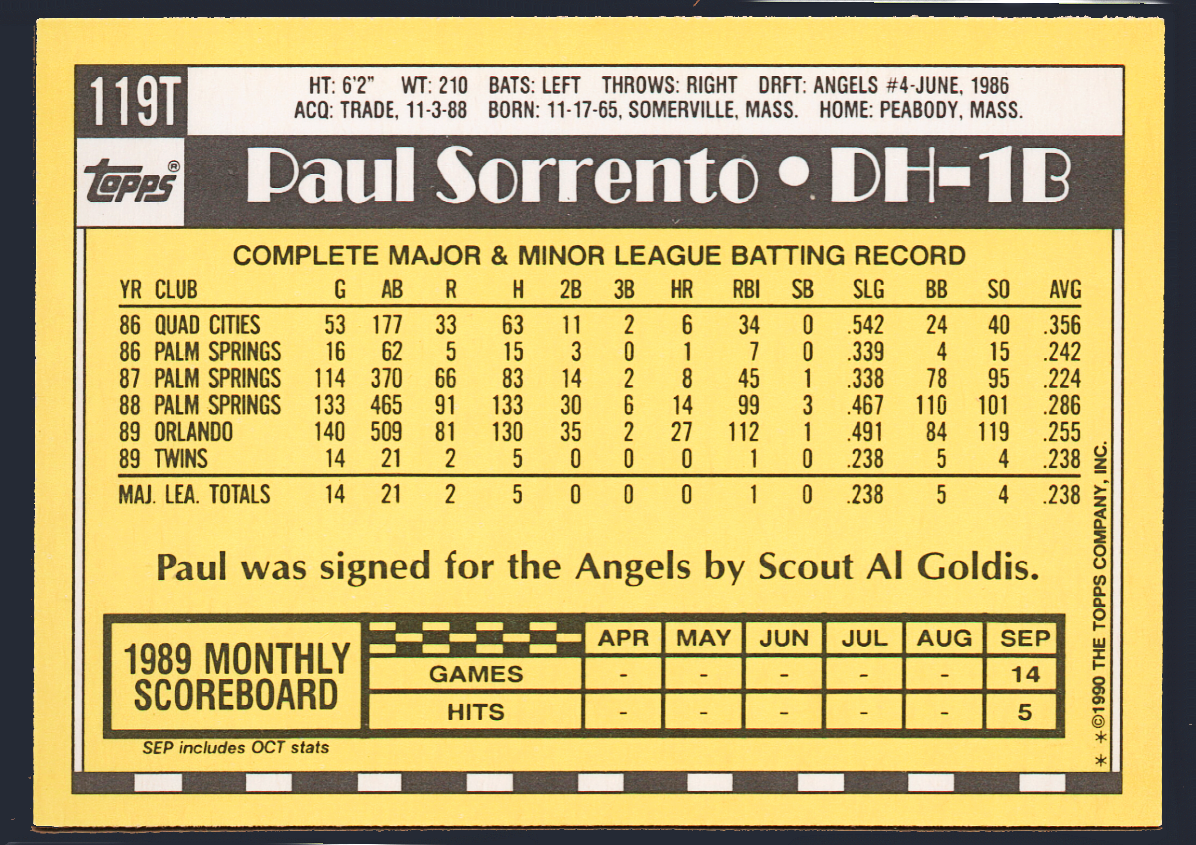 119T
HT: 6'2" WT: 210 BATS: LEFT THROWS: RIGHT DRFT: ANGELS #4-JUNE, 1986
ACQ: TRADE, 11-3-88 BORN: 11-17-65, SOMERVILLE, MASS. HOME: PEABODY, MASS.
topps®
Paul Sorrento • DH-1B
COMPLETE MAJOR & MINOR LEAGUE BATTING RECORD
YR CLUB G AB R H 2B 3B HR RBI SB SLG BB SO AVG
86 QUAD CITIES 53 177 33 63 11 2 6 34 0 .542 24 40 .356
86 PALM SPRINGS 16 62 5 15 3 0 1 7 0 .339 4 15 .242
87 PALM SPRINGS 114 370 66 83 14 2 8 45 1 .338 78 95 .224
88 PALM SPRINGS 133 465 91 133 30 6 14 99 3 .467 110 101 .286
89 ORLANDO 140 509 81 130 35 2 27 112 1 .491 84 119 .255
89 TWINS 14 21 2 5 0 0 0 1 0 .238 5 4 .238
MAJ. LEA. TOTALS 14 21 2 5 0 0 0 1 0 .238 5 4 .238
Paul was signed for the Angels by Scout Al Goldis.
1989 MONTHLY
SCOREBOARD
APR MAY JUN JUL AUG SEP
GAMES - - - - - 14
HITS - - - - - 5
SEP includes OCT stats
* *©1990 THE TOPPS COMPANY, INC.